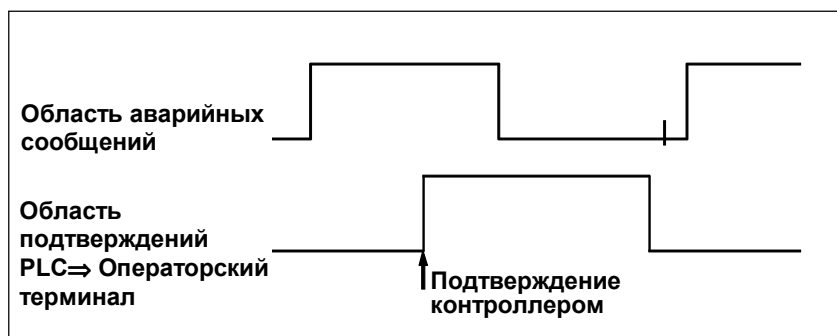 Область аварийных
сообщений
Область
подтверждений
PLC⇒ Операторский
терминал
Подтверждение
контроллером